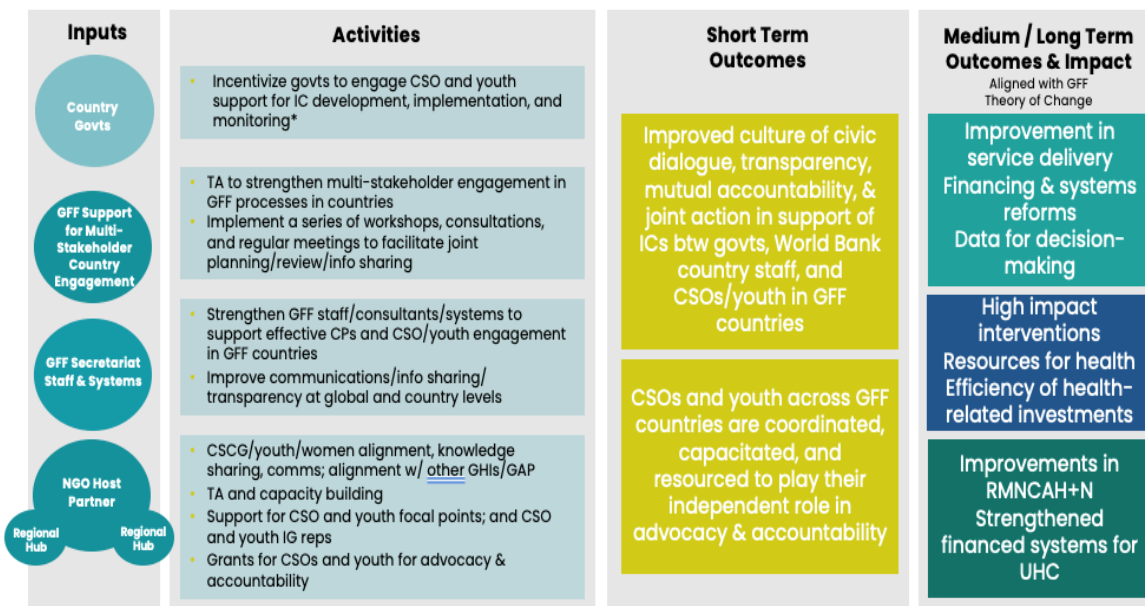 Inputs
Country
Govts
GFF Support
for Multi-
Stakeholder
Country
Engagement
GFF Secretariat
Staff & Systems
NGO Host
Partner
Regional
Hub
Regional
Hub
Activities
• Incentivize govts to engage CSO and youth
support for IC development, implementation, and
monitoring*
• TA to strengthen multi-stakeholder engagement in
GFF processes in countries
• Implement a series of workshops, consultations,
and regular meetings to facilitate joint
planning/review/info sharing
• Strengthen GFF staff/consultants/systems to
support effective CPs and CSO/youth engagement
in GFF countries
• Improve communications/info sharing/
transparency at global and country levels
• CSCG/youth/women alignment, knowledge
sharing, comms; alignment w/ other GHIs/GAP
• TA and capacity building
• Support for CSO and youth focal points; and CSO
and youth IG reps
• Grants for CSOs and youth for advocacy &
accountability
Short Term
Outcomes
Improved culture of civic
dialogue, transparency,
mutual accountability, &
joint action in support of
ICs btw govts, World Bank
country staff, and
CSOs/youth in GFF
countries
CSOs and youth across GFF
countries are coordinated,
capacitated, and
resourced to play their
independent role in
advocacy & accountability
Medium / Long Term
Outcomes & Impact
Aligned with GFF
Theory of Change
Improvement in
service delivery
Financing & systems
reforms
Data for decision-
making
High impact
interventions
Resources for health
Efficiency of health-
related investments
Improvements in
RMNCAH+N
Strengthened
financed systems for
UHC